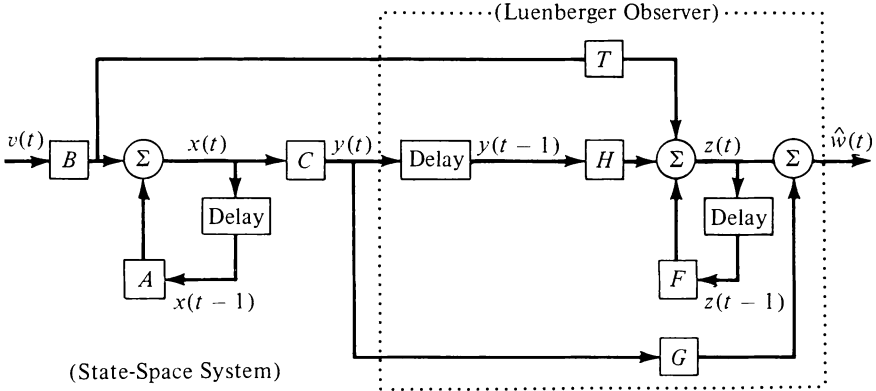 (Luenberger Observer)
T
v(t)
B
Σ
x(t)
C
y(t)
Delay
y(t − 1)
H
Σ
z(t)
Σ
ŵ(t)
Delay
Delay
A
x(t − 1)
F
z(t − 1)
G
(State-Space System)